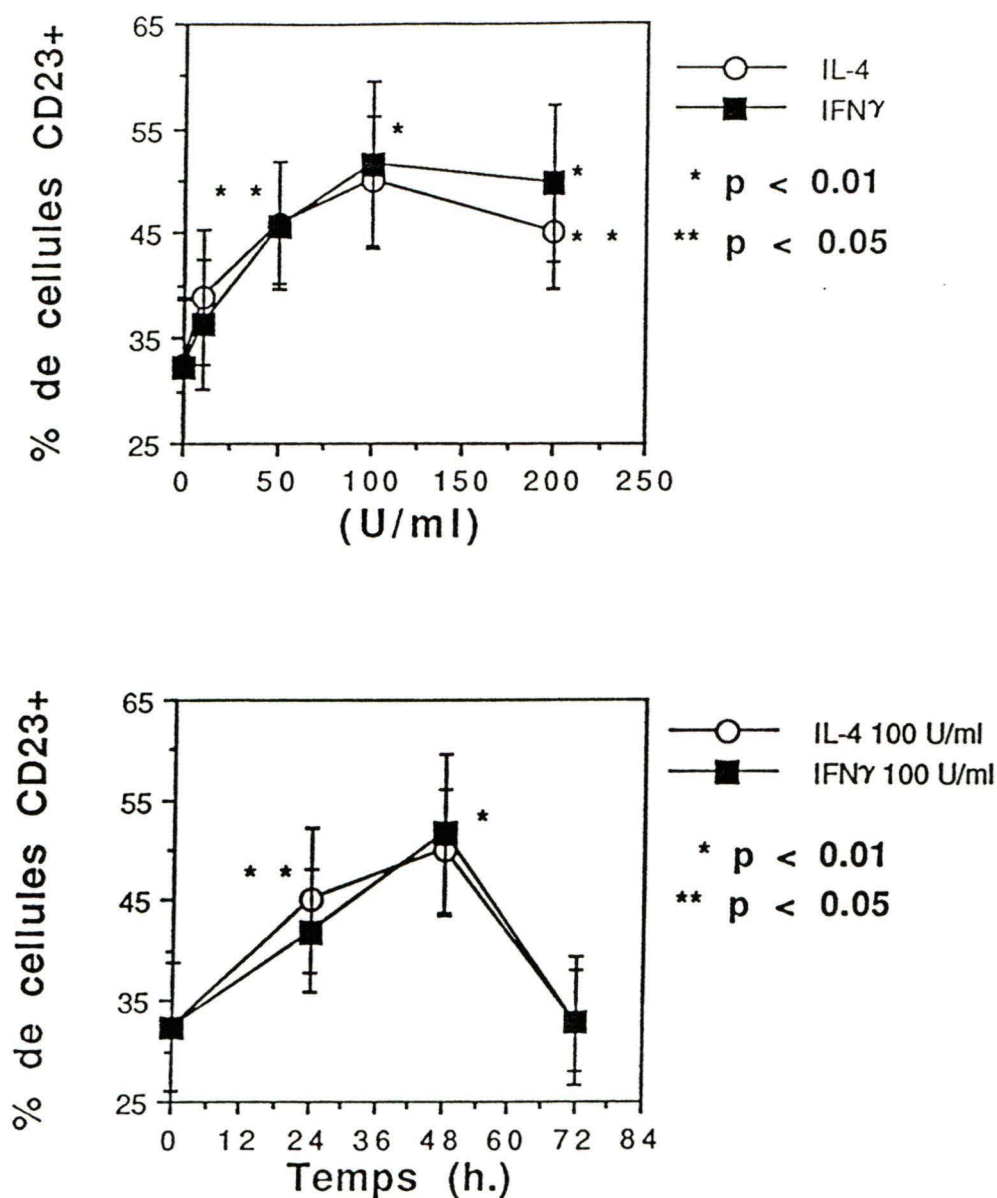 % de cellules CD23+
65
55
45
35
25
0 50 100 150 200 250
(U/ml)
* *
*
*
* *
IL-4
IFNγ
* p < 0.01
** p < 0.05
% de cellules CD23+
65
55
45
35
25
0 12 24 36 48 60 72 84
Temps (h.)
* *
*
IL-4 100 U/ml
IFNγ 100 U/ml
* p < 0.01
** p < 0.05